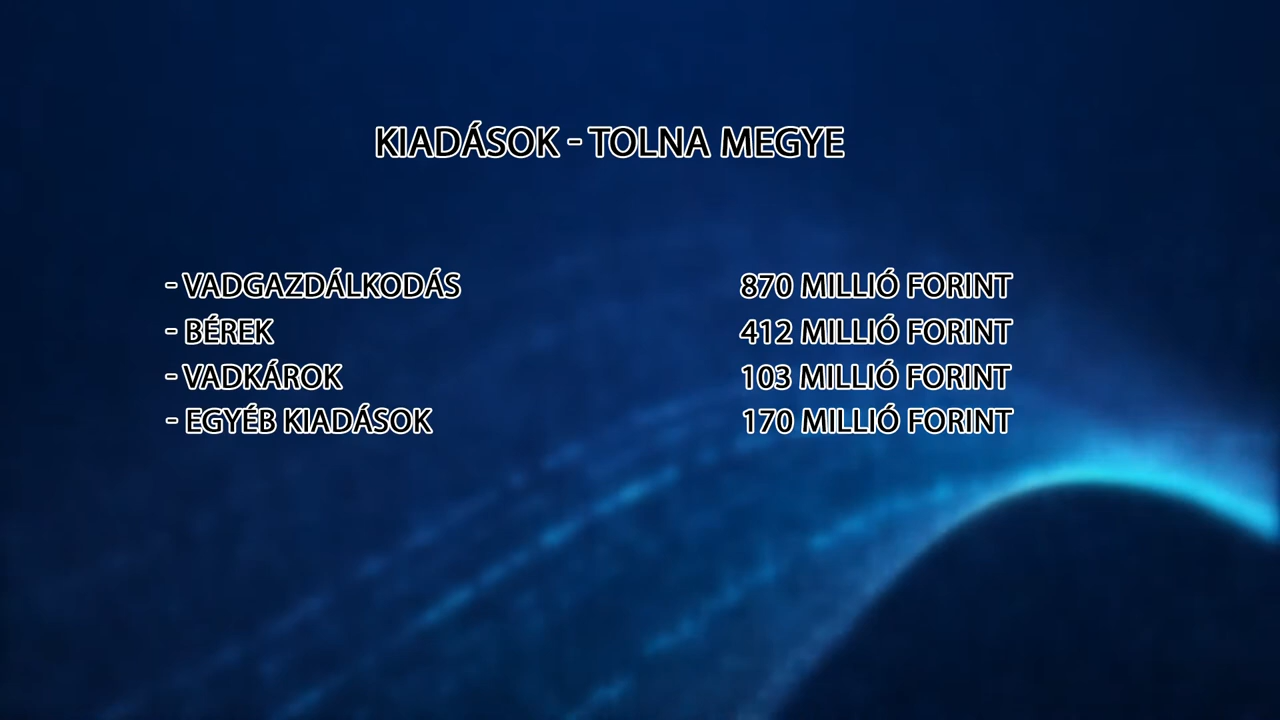 KIADÁSOK - TOLNA MEGYE
- VADGAZDÁLKODÁS 870 MILLIÓ FORINT
- BÉREK 412 MILLIÓ FORINT
- VADKÁROK 103 MILLIÓ FORINT
- EGYÉB KIADÁSOK 170 MILLIÓ FORINT